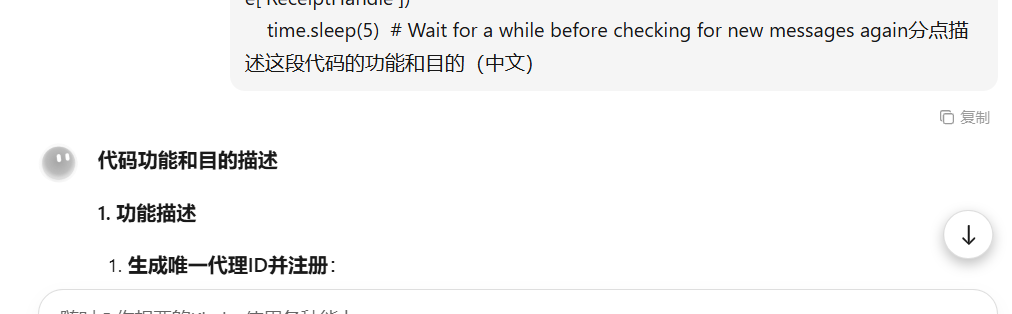 e['ReceiptHandle'])
time.sleep(5)  # Wait for a while before checking for new messages again分点描
述这段代码的功能和目的（中文）
复制
代码功能和目的描述
1. 功能描述
1. 生成唯一代理ID并注册：